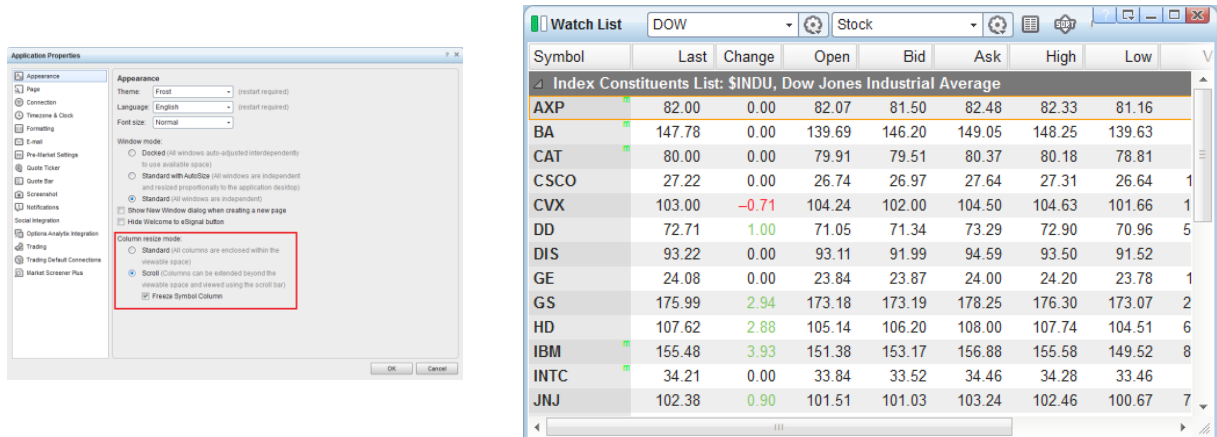 Application Properties
Appearance
Page
Connection
Timezone & Clock
Formatting
E-mail
Pre-Market Settings
Quote Ticker
Quote Bar
Screenshot
Notifications
Social Integration
Options Analytix Integration
Trading
Trading Default Connections
Market Screener Plus
Appearance
Theme: Frost (restart required)
Language: English (restart required)
Font size: Normal
Window mode:
Docked (All windows auto-adjusted interdependently
to use available space)
Standard with AutoSize (All windows are independent
and resized proportionally to the application desktop)
Standard (All windows are independent)
Show New Window dialog when creating a new page
Hide Welcome to eSignal button
Column resize mode:
Standard (All columns are enclosed within the
viewable space)
Scroll (Columns can be extended beyond the
viewable space and viewed using the scroll bar)
Freeze Symbol Column
OK Cancel
Watch List DOW Stock SORT
Symbol Last Change Open Bid Ask High Low V
Index Constituents List: $INDU, Dow Jones Industrial Average
AXP 82.00 0.00 82.07 81.50 82.48 82.33 81.16
BA 147.78 0.00 139.69 146.20 149.05 148.25 139.63
CAT 80.00 0.00 79.91 79.51 80.37 80.18 78.81
CSCO 27.22 0.00 26.74 26.97 27.64 27.31 26.64 1
CVX 103.00 –0.71 104.24 102.00 104.50 104.63 101.66 1
DD 72.71 1.00 71.05 71.34 73.29 72.90 70.96 5
DIS 93.22 0.00 93.11 91.99 94.59 93.50 91.52
GE 24.08 0.00 23.84 23.87 24.00 24.20 23.78 1
GS 175.99 2.94 173.18 173.19 178.25 176.30 173.07 2
HD 107.62 2.88 105.14 106.20 108.00 107.74 104.51 6
IBM 155.48 3.93 151.38 153.17 156.88 155.58 149.52 8
INTC 34.21 0.00 33.84 33.52 34.46 34.28 33.46
JNJ 102.38 0.90 101.51 101.03 103.24 102.46 100.67 7